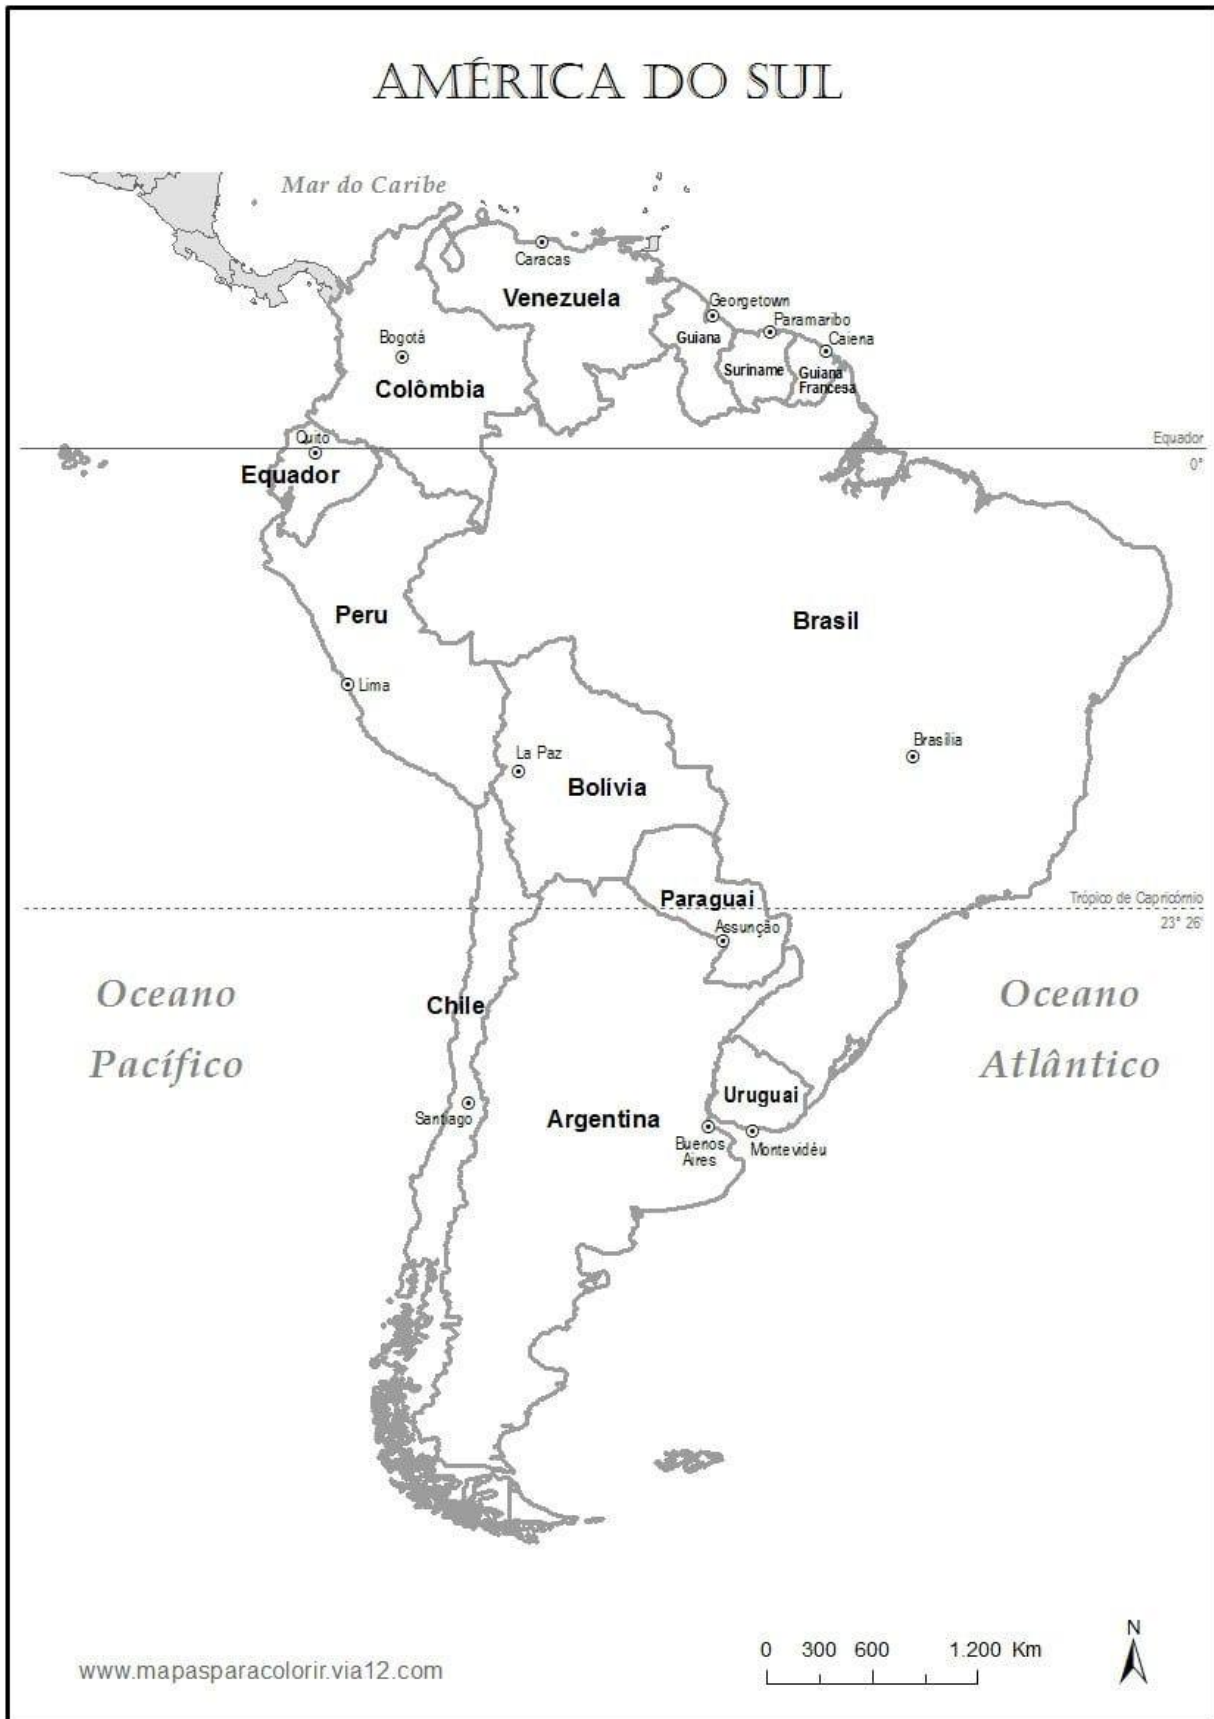 AMÉRICA DO SUL
Mar do Caribe
Caracas
Venezuela
Georgetown
Paramaribo
Bogotá
Guiana
Caiena
Colômbia
Suriname
Guiana
Francesa
Quito
Equador
0°
Equador
Peru
Brasil
Lima
La Paz
Brasília
Bolívia
Paraguai
Trópico de Capricórnio
23° 26'
Assunção
Oceano
Pacífico
Chile
Oceano
Atlântico
Uruguai
Santiago
Argentina
Buenos
Aires
Montevidéu
N
0 300 600 1.200 Km
www.mapasparacolorir.via12.com